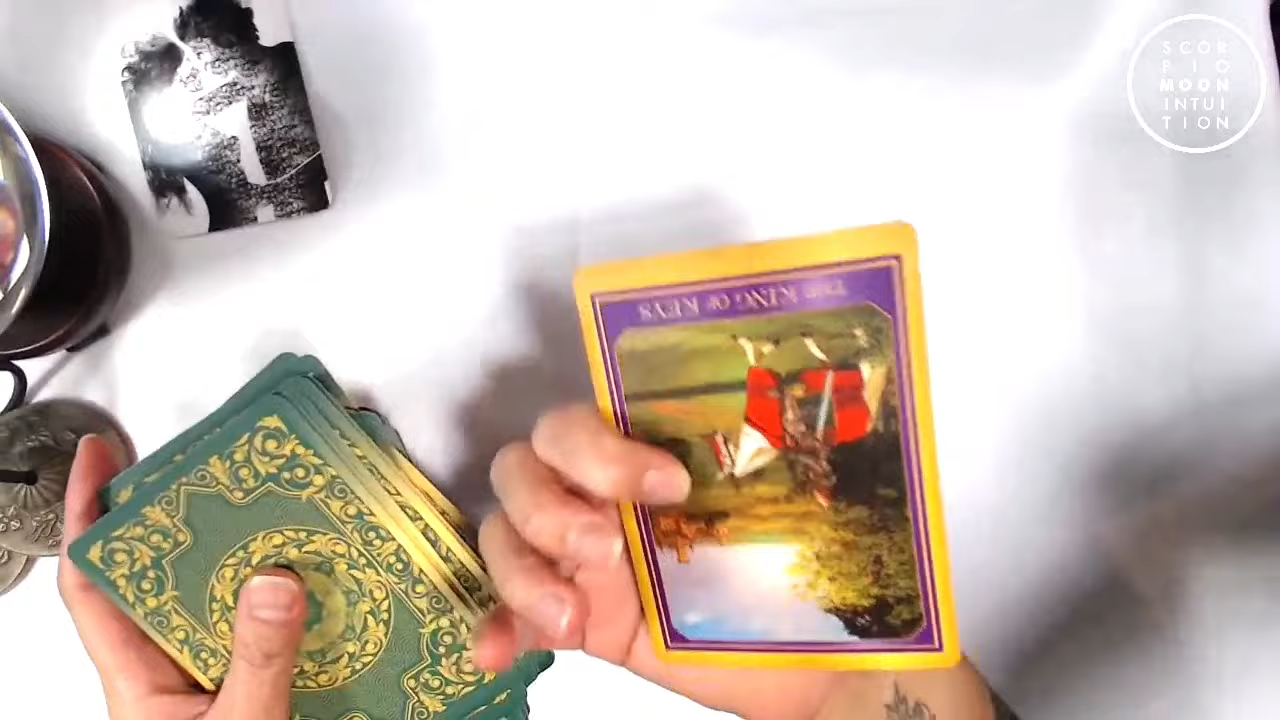 SCOR
PIO
MOON
INTUI
TION
THE KING OF KEYS